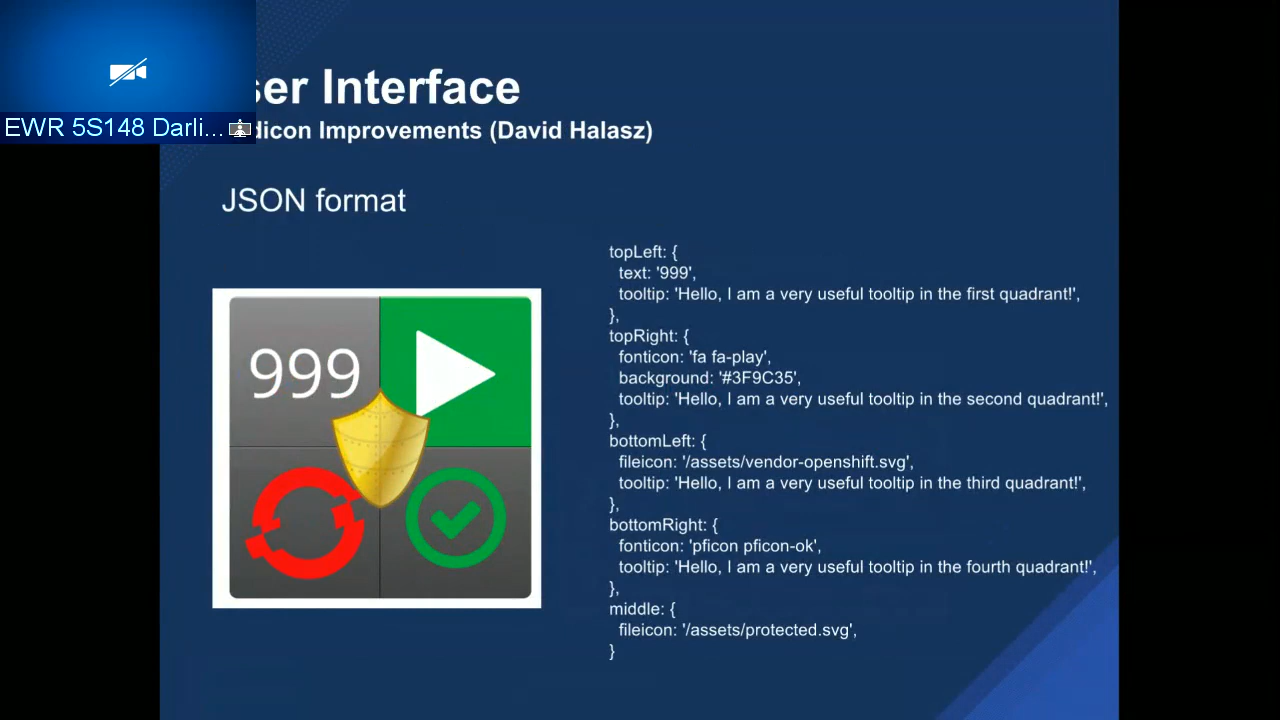 EWR 5S148 Darli...
ser Interface
dicon Improvements (David Halasz)
JSON format
999
topLeft: {
text: '999',
tooltip: 'Hello, I am a very useful tooltip in the first quadrant!',
},
topRight: {
fonticon: 'fa fa-play',
background: '#3F9C35',
tooltip: 'Hello, I am a very useful tooltip in the second quadrant!',
},
bottomLeft: {
fileicon: '/assets/vendor-openshift.svg',
tooltip: 'Hello, I am a very useful tooltip in the third quadrant!',
},
bottomRight: {
fonticon: 'pficon pficon-ok',
tooltip: 'Hello, I am a very useful tooltip in the fourth quadrant!',
},
middle: {
fileicon: '/assets/protected.svg',
}